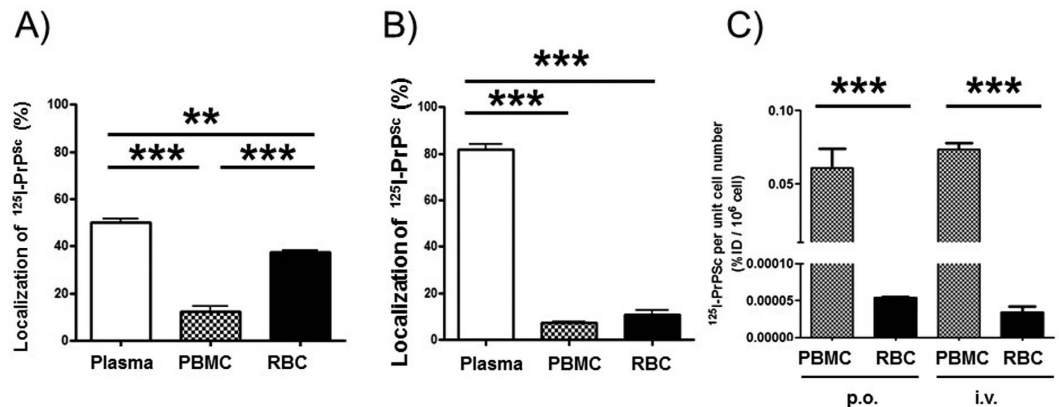 A)
Localization of ¹²⁵I-PrPˢᶜ (%)
100
80
60
40
20
0
**
***
***
Plasma
PBMC
RBC
B)
Localization of ¹²⁵I-PrPˢᶜ (%)
100
80
60
40
20
0
***
***
Plasma
PBMC
RBC
C)
¹²⁵I-PrPSc per unit cell number
(%ID / 10⁶ cell)
0.10
0.05
0.00010
0.00005
0.00000
***
***
PBMC
RBC
PBMC
RBC
p.o.
i.v.